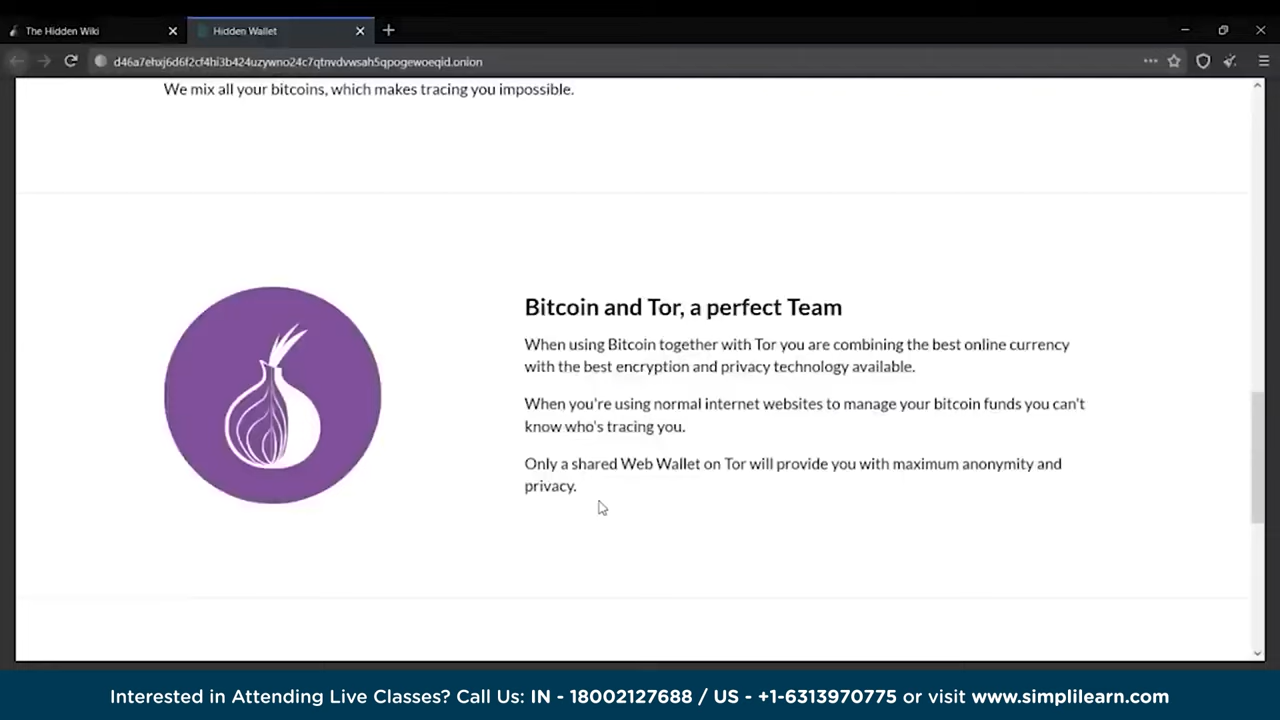 The Hidden Wiki
Hidden Wallet
d46a7ehxj6d6f2cf4hi3b424uzywno24c7qtnvdvwsah5qpogewoeqid.onion
We mix all your bitcoins, which makes tracing you impossible.
Bitcoin and Tor, a perfect Team
When using Bitcoin together with Tor you are combining the best online currency
with the best encryption and privacy technology available.
When you're using normal internet websites to manage your bitcoin funds you can't
know who's tracing you.
Only a shared Web Wallet on Tor will provide you with maximum anonymity and
privacy.
Interested in Attending Live Classes? Call Us: IN - 18002127688 / US - +1-6313970775 or visit www.simplilearn.com